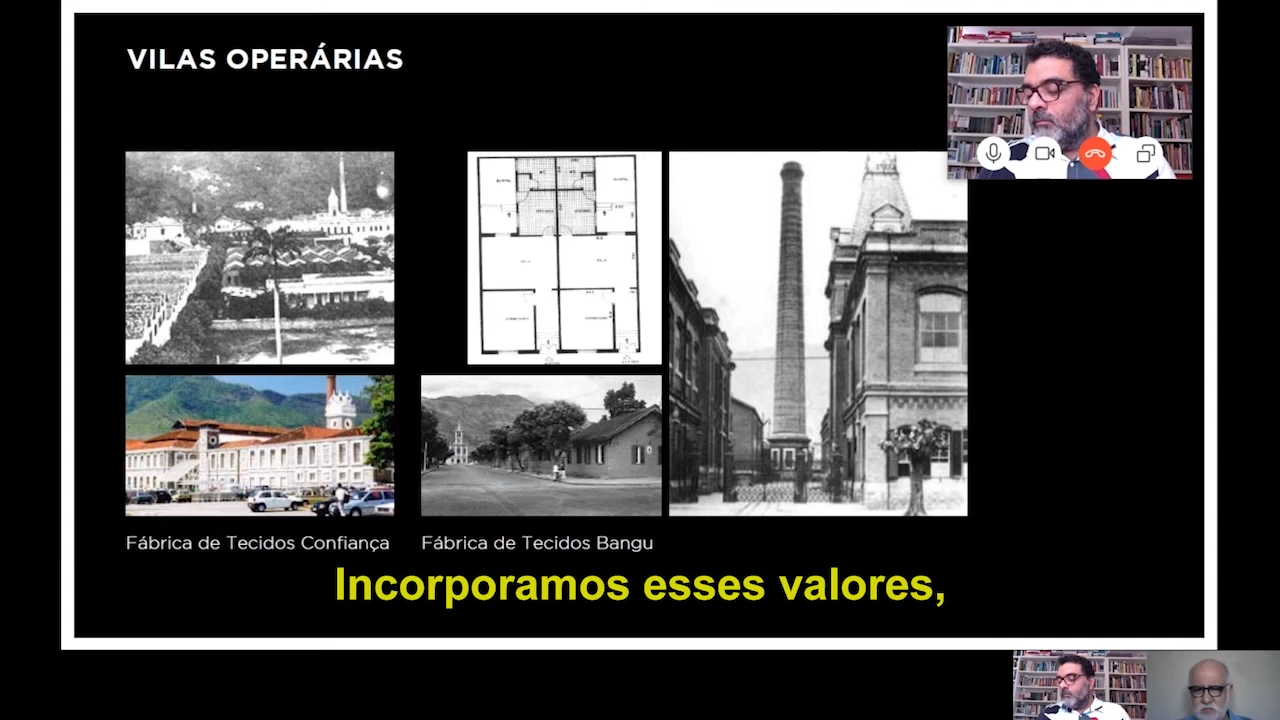 VILAS OPERÁRIAS
Fábrica de Tecidos Confiança
Fábrica de Tecidos Bangu
Incorporamos esses valores,